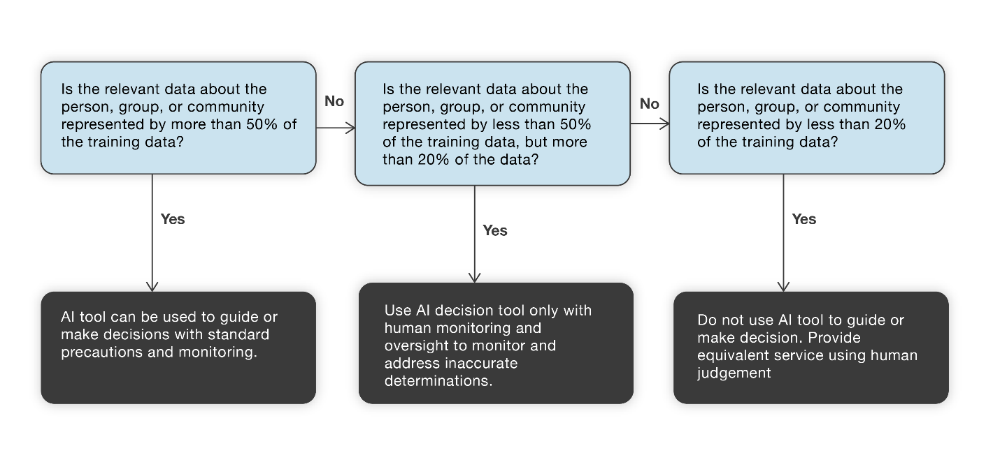 Is the relevant data about the
person, group, or community
represented by more than 50% of
the training data?
No
Is the relevant data about the
person, group, or community
represented by less than 50%
of the training data, but more
than 20% of the data?
No
Is the relevant data about the
person, group, or community
represented by less than 20%
of the training data?
Yes
Yes
Yes
AI tool can be used to guide or
make decisions with standard
precautions and monitoring.
Use AI decision tool only with
human monitoring and
oversight to monitor and
address inaccurate
determinations.
Do not use AI tool to guide or
make decision. Provide
equivalent service using human
judgement